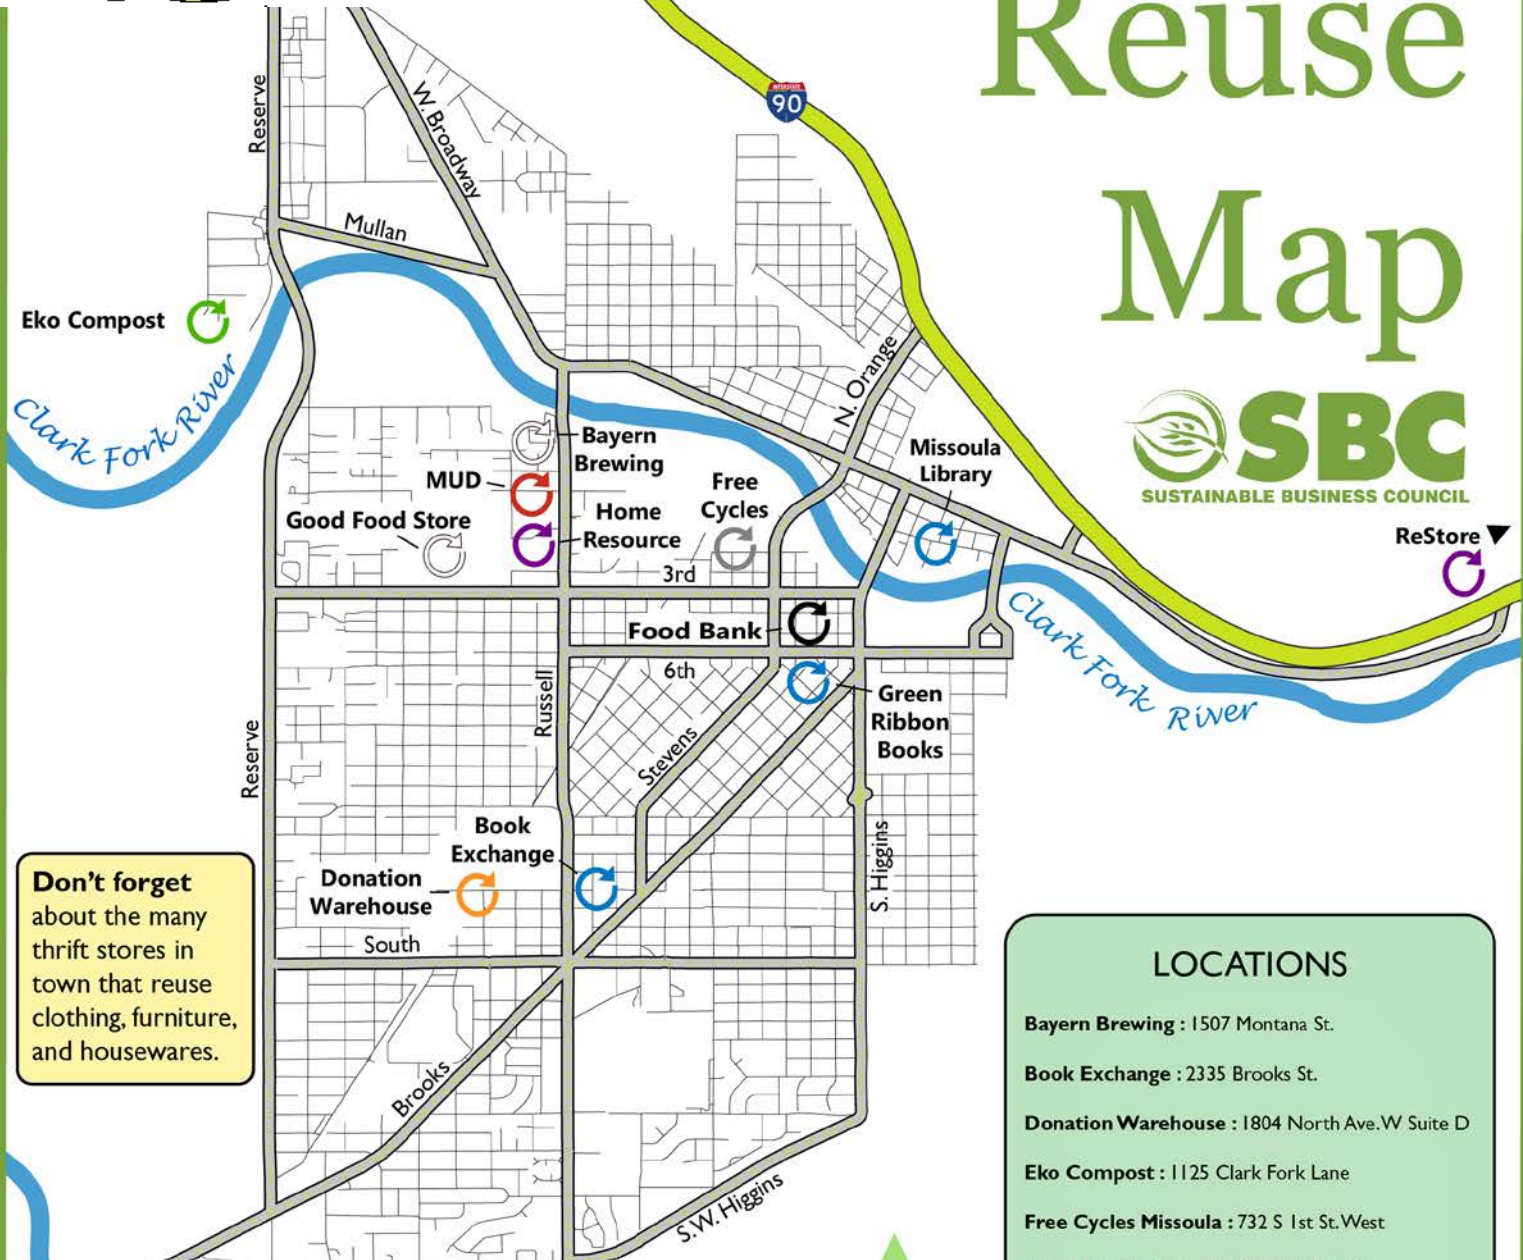 Reuse
Map
SBC
SUSTAINABLE BUSINESS COUNCIL
INTERSTATE
90
Reserve
W. Broadway
Mullan
Eko Compost
Clark Fork River
N. Orange
Bayern
Brewing
MUD
Good Food Store
Home
Resource
Free
Cycles
Missoula
Library
ReStore
3rd
Food Bank
6th
Clark Fork River
Green
Ribbon
Books
Russell
Stevens
Reserve
Book
Exchange
Donation
Warehouse
S. Higgins
South
Brooks
S.W. Higgins
Don't forget
about the many
thrift stores in
town that reuse
clothing, furniture,
and housewares.
LOCATIONS
Bayern Brewing : 1507 Montana St.
Book Exchange : 2335 Brooks St.
Donation Warehouse : 1804 North Ave. W Suite D
Eko Compost : 1125 Clark Fork Lane
Free Cycles Missoula : 732 S 1st St. West